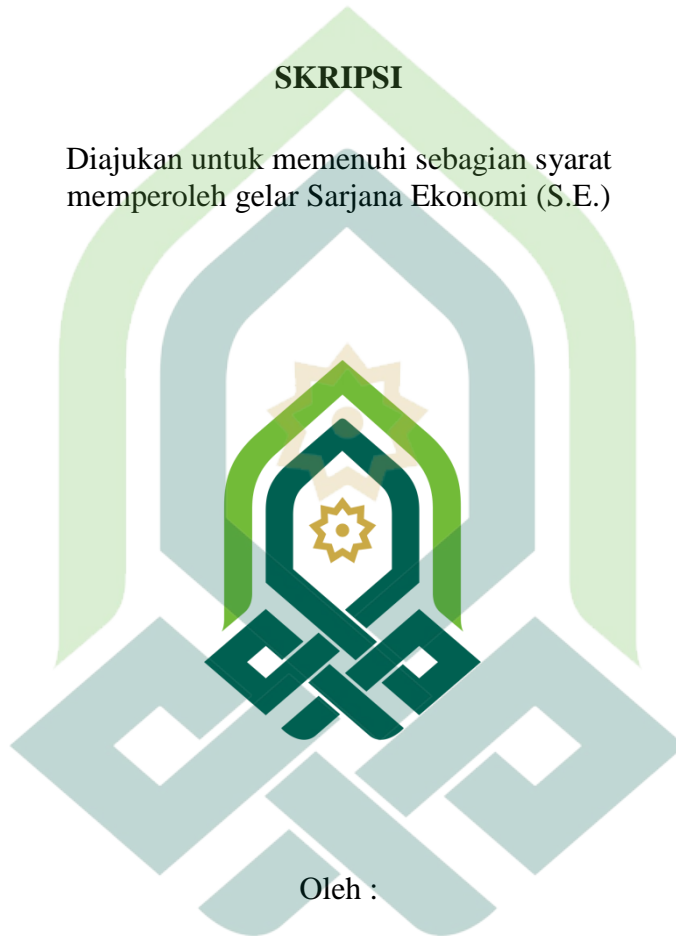 SKRIPSI
Diajukan untuk memenuhi sebagian syarat
memperoleh gelar Sarjana Ekonomi (S.E.)
Oleh :